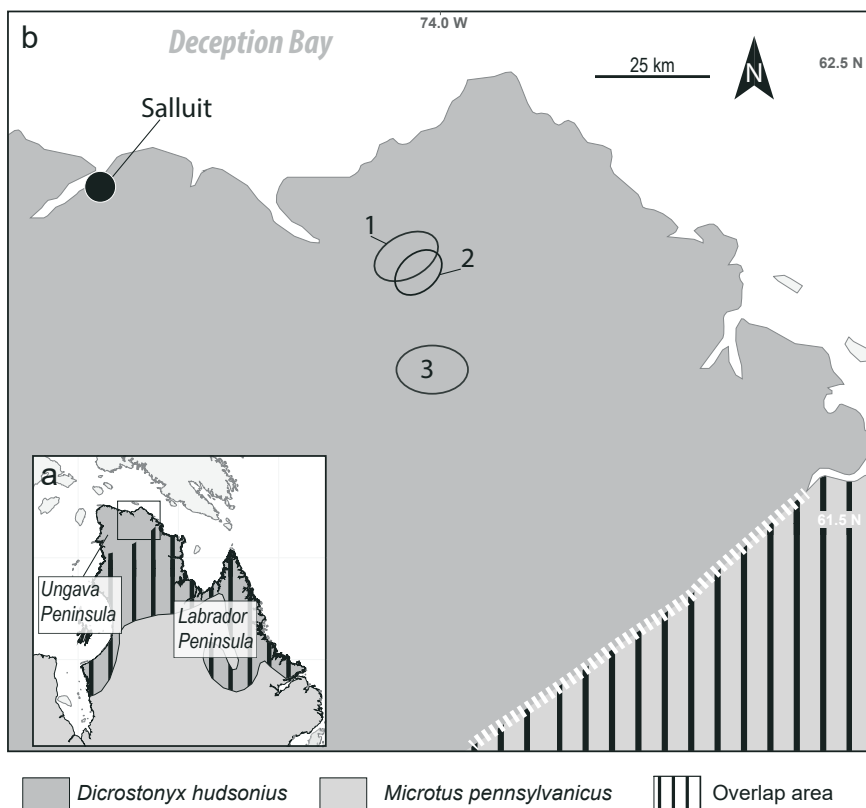 b
Deception Bay
74.0 W
62.5 N
25 km
N
Salluit
1
2
3
61.5 N
a
Ungava
Peninsula
Labrador
Peninsula
Dicrostonyx hudsonius
Microtus pennsylvanicus
Overlap area